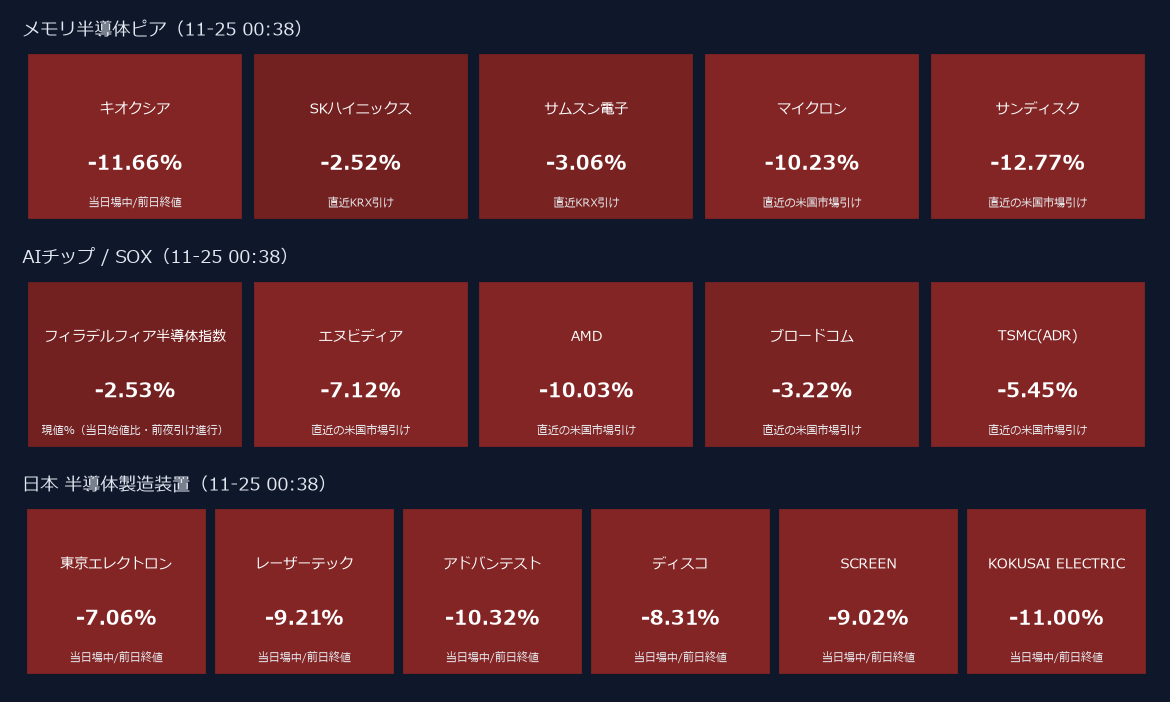 メモリ半導体ピア（11-25 00:38）
キオクシア
-11.66%
当日場中/前日終値
SKハイニックス
-2.52%
直近KRX引け
サムスン電子
-3.06%
直近KRX引け
マイクロン
-10.23%
直近の米国市場引け
サンディスク
-12.77%
直近の米国市場引け
AIチップ / SOX（11-25 00:38）
フィラデルフィア半導体指数
-2.53%
現値%（当日始値比・前夜引け進行）
エヌビディア
-7.12%
直近の米国市場引け
AMD
-10.03%
直近の米国市場引け
ブロードコム
-3.22%
直近の米国市場引け
TSMC(ADR)
-5.45%
直近の米国市場引け
日本 半導体製造装置（11-25 00:38）
東京エレクトロン
-7.06%
当日場中/前日終値
レーザーテック
-9.21%
当日場中/前日終値
アドバンテスト
-10.32%
当日場中/前日終値
ディスコ
-8.31%
当日場中/前日終値
SCREEN
-9.02%
当日場中/前日終値
KOKUSAI ELECTRIC
-11.00%
当日場中/前日終値